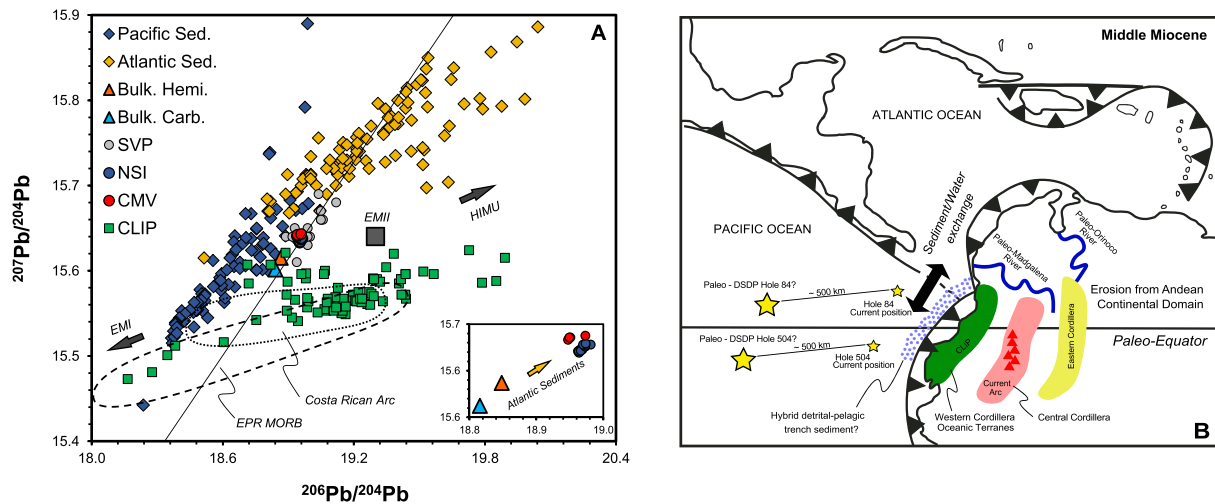 A
²⁰⁷Pb/²⁰⁴Pb
15.9
15.8
15.7
15.6
15.5
15.4
Pacific Sed.
Atlantic Sed.
Bulk. Hemi.
Bulk. Carb.
SVP
NSI
CMV
CLIP
EMII
HIMU
EMI
EPR MORB
Costa Rican Arc
15.7
15.6
15.6
18.8
18.9
19.0
Atlantic Sediments
18.0
18.6
19.2
19.8
20.4
²⁰⁶Pb/²⁰⁴Pb
Middle Miocene
ATLANTIC OCEAN
PACIFIC OCEAN
Sediment/Water
exchange
Paleo-Orinoco
River
Paleo-Madgalena
River
Paleo - DSDP Hole 84?
~ 500 km
Hole 84
Current position
Erosion from Andean
Continental Domain
Paleo-Equator
Paleo - DSDP Hole 504?
~ 500 km
Hole 504
Current position
CLIP
Current
Arc
Eastern Cordillera
Hybrid detrital-pelagic
trench sediment?
Western Cordillera
Oceanic Terranes
Central Cordillera
B